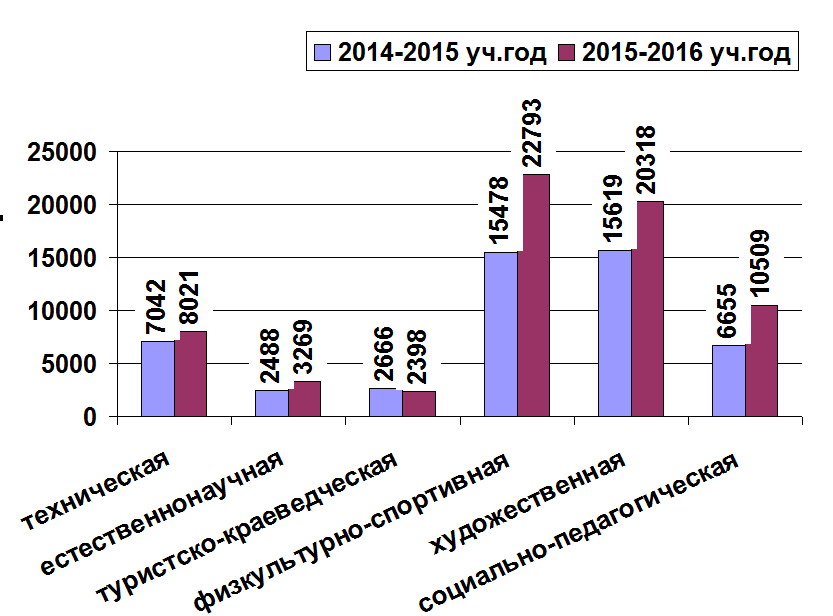 2014-2015 уч.год 2015-2016 уч.год
25000
20000
15000
10000
5000
0
7042
8021
2488
3269
2666
2398
15478
22793
15619
20318
6655
10509
техническая
естественнонаучная
туристско-краеведческая
физкультурно-спортивная
художественная
социально-педагогическая